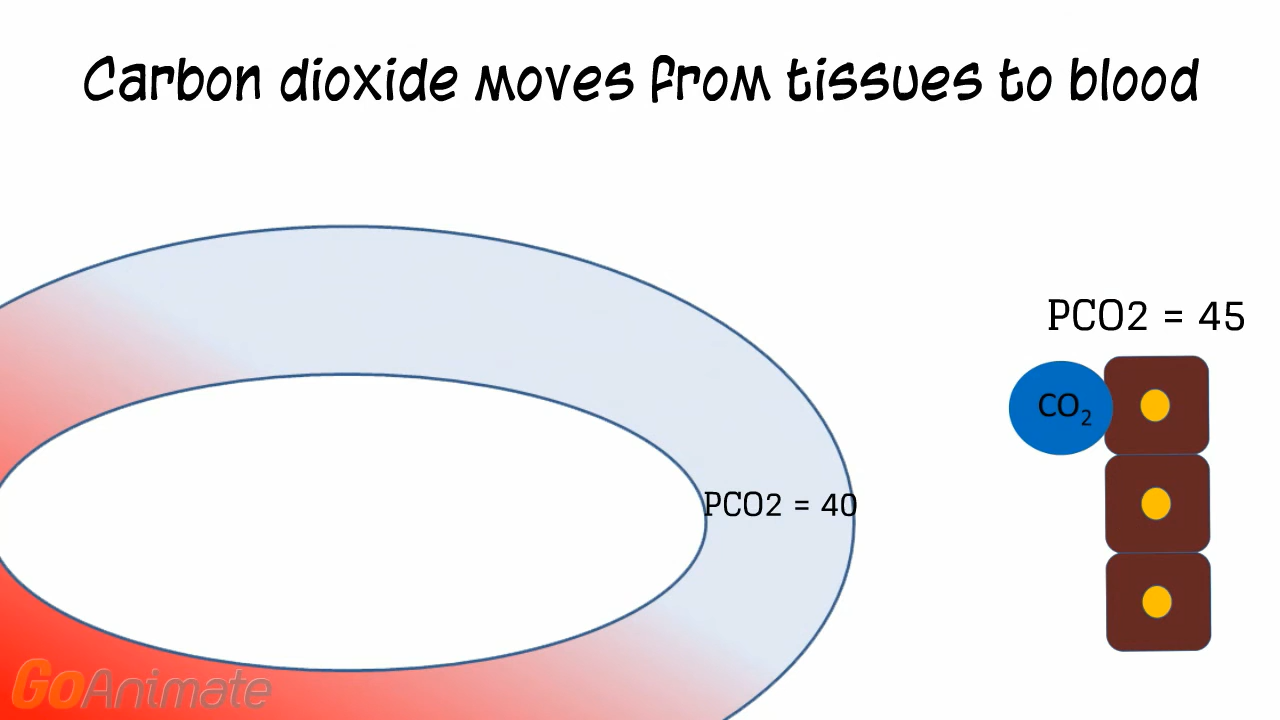 Carbon dioxide moves from tissues to blood
PCO2 = 45
CO₂
PCO2 = 40
GoAnimate